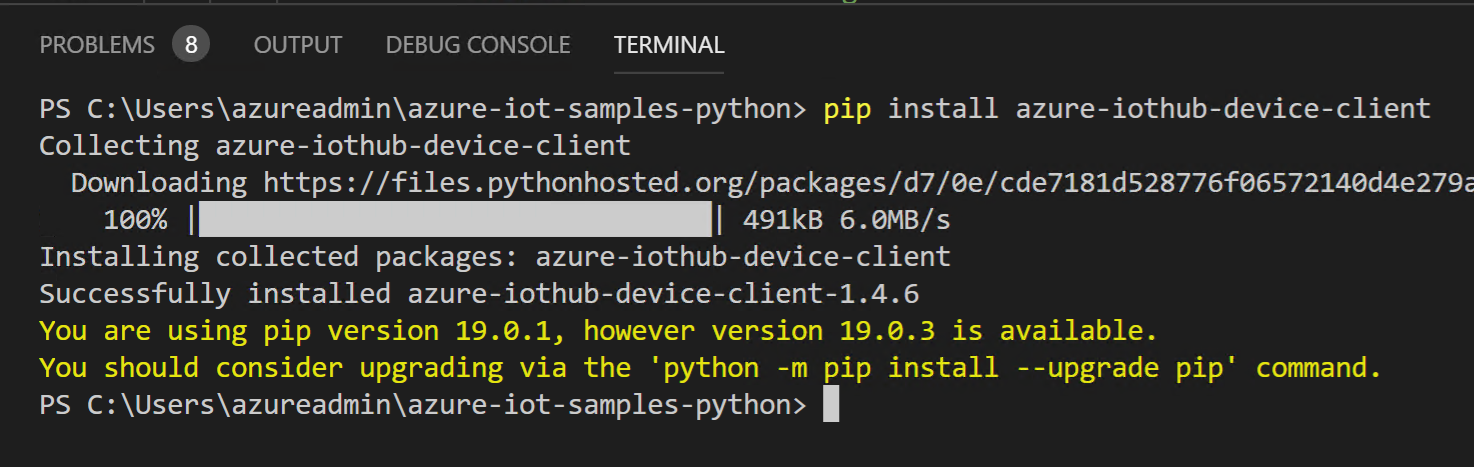 PROBLEMS 8 OUTPUT DEBUG CONSOLE TERMINAL
PS C:\Users\azureadmin\azure-iot-samples-python> pip install azure-iothub-device-client
Collecting azure-iothub-device-client
Downloading https://files.pythonhosted.org/packages/d7/0e/cde7181d528776f06572140d4e279a
100% | | 491kB 6.0MB/s
Installing collected packages: azure-iothub-device-client
Successfully installed azure-iothub-device-client-1.4.6
You are using pip version 19.0.1, however version 19.0.3 is available.
You should consider upgrading via the 'python -m pip install --upgrade pip' command.
PS C:\Users\azureadmin\azure-iot-samples-python>